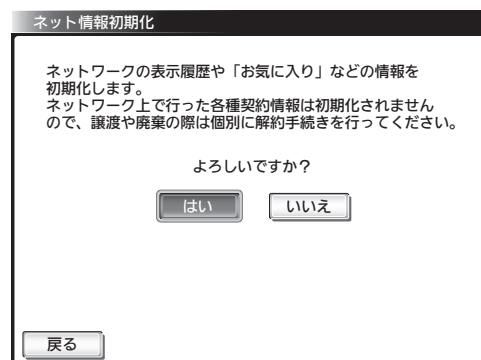 ネット情報初期化
ネットワークの表示履歴や「お気に入り」などの情報を
初期化します。
ネットワーク上で行った各種契約情報は初期化されません
ので、譲渡や廃棄の際は個別に解約手続きを行ってください。
よろしいですか？
はい いいえ
戻る